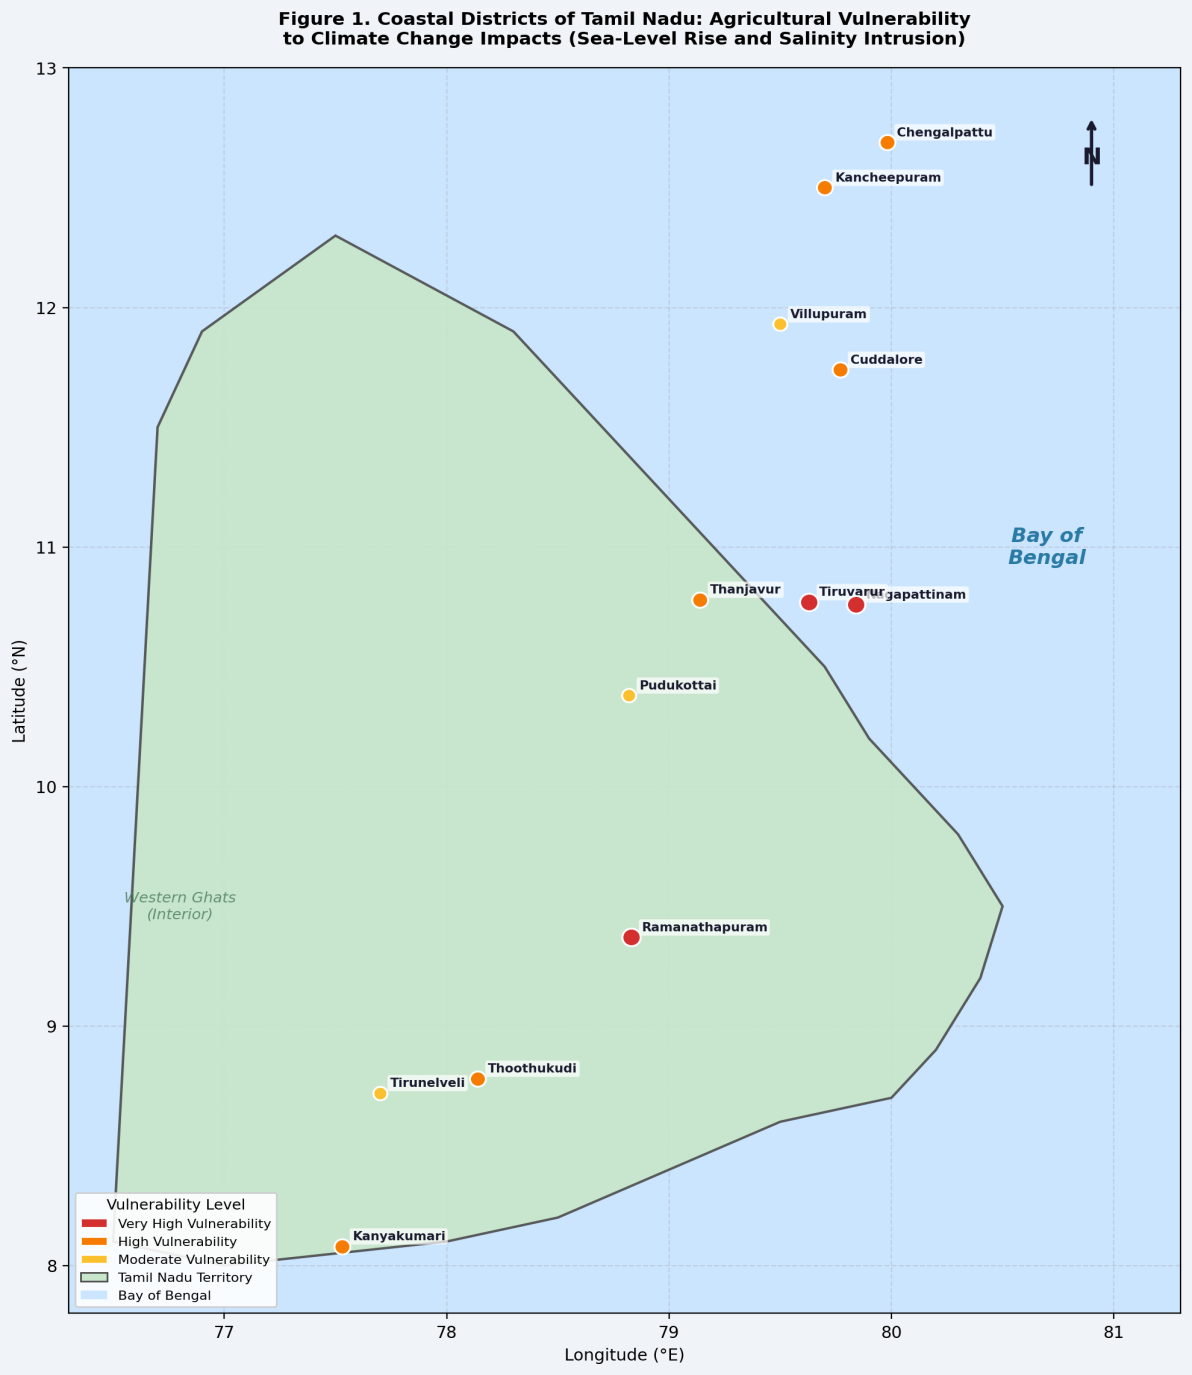 Figure 1. Coastal Districts of Tamil Nadu: Agricultural Vulnerability
to Climate Change Impacts (Sea-Level Rise and Salinity Intrusion)
13
Chengalpattu
N
Kancheepuram
12
Villupuram
Cuddalore
11
Bay of
Bengal
Thanjavur
Tiruvarur
Nagapattinam
Pudukottai
Latitude (°N)
10
Western Ghats
(Interior)
Ramanathapuram
9
Thoothukudi
Tirunelveli
Kanyakumari
8
Vulnerability Level
Very High Vulnerability
High Vulnerability
Moderate Vulnerability
Tamil Nadu Territory
Bay of Bengal
77 78 79 80 81
Longitude (°E)